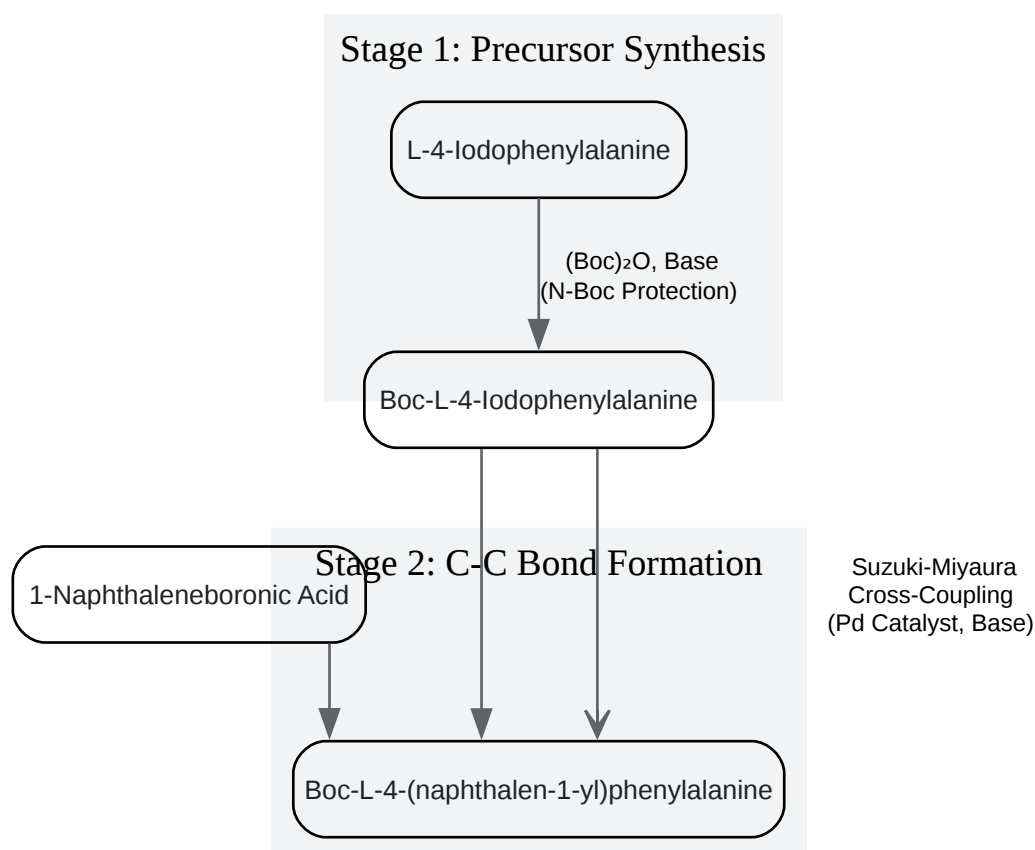 Stage 1: Precursor Synthesis
L-4-Iodophenylalanine
(Boc)₂O, Base
(N-Boc Protection)
Boc-L-4-Iodophenylalanine
Stage 2: C-C Bond Formation
1-Naphthaleneboronic Acid
Suzuki-Miyaura
Cross-Coupling
(Pd Catalyst, Base)
Boc-L-4-(naphthalen-1-yl)phenylalanine